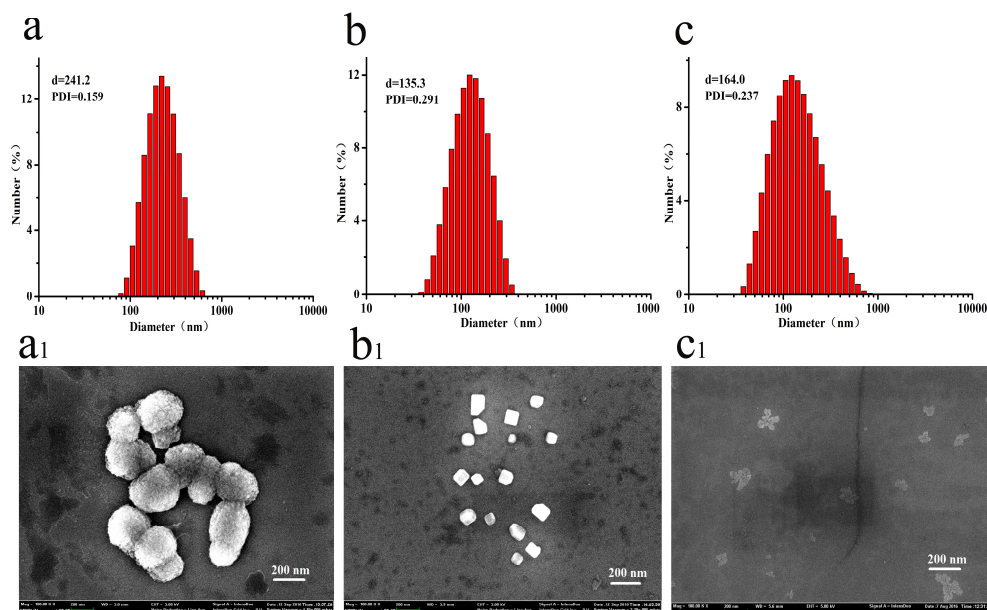 a
b
c
d=241.2
PDI=0.159
d=135.3
PDI=0.291
d=164.0
PDI=0.237
Number（%）
12
8
4
0
10
100
1000
10000
Diameter（nm）
Number（%）
12
8
4
0
10
100
1000
10000
Diameter（nm）
Number（%）
8
4
0
10
100
1000
10000
Diameter（nm）
a1
b1
c1
200 nm
200 nm
200 nm